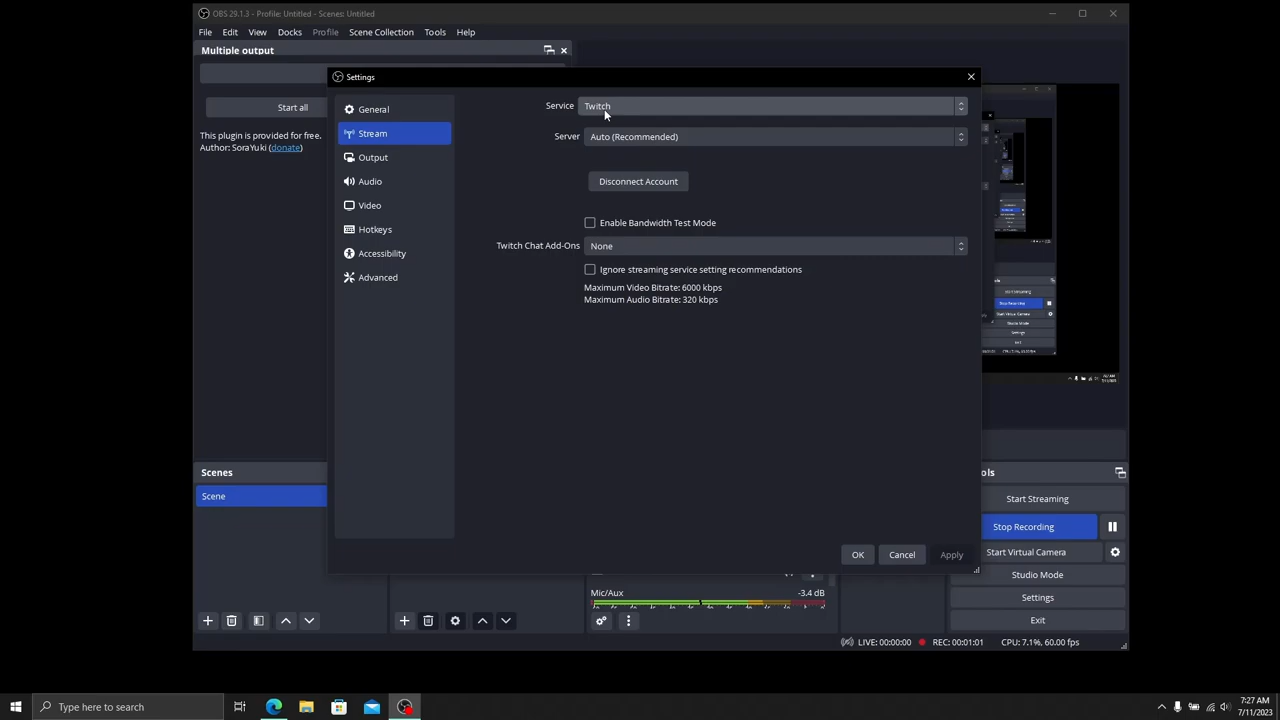 OBS 29.1.3 - Profile: Untitled - Scenes: Untitled
File Edit View Docks Profile Scene Collection Tools Help
Multiple output
Start all
This plugin is provided for free.
Author: SoraYuki (donate)
Settings
General
Stream
Output
Audio
Video
Hotkeys
Accessibility
Advanced
Service Twitch
Server Auto (Recommended)
Disconnect Account
Enable Bandwidth Test Mode
Twitch Chat Add-Ons None
Ignore streaming service setting recommendations
Maximum Video Bitrate: 6000 kbps
Maximum Audio Bitrate: 320 kbps
OK Cancel Apply
Scenes
Scene
Mic/Aux -3.4 dB
ols
Start Streaming
Stop Recording
Start Virtual Camera
Studio Mode
Settings
Exit
LIVE: 00:00:00 REC: 00:01:01 CPU: 7.1%, 60.00 fps
Type here to search
7:27 AM
7/11/2023